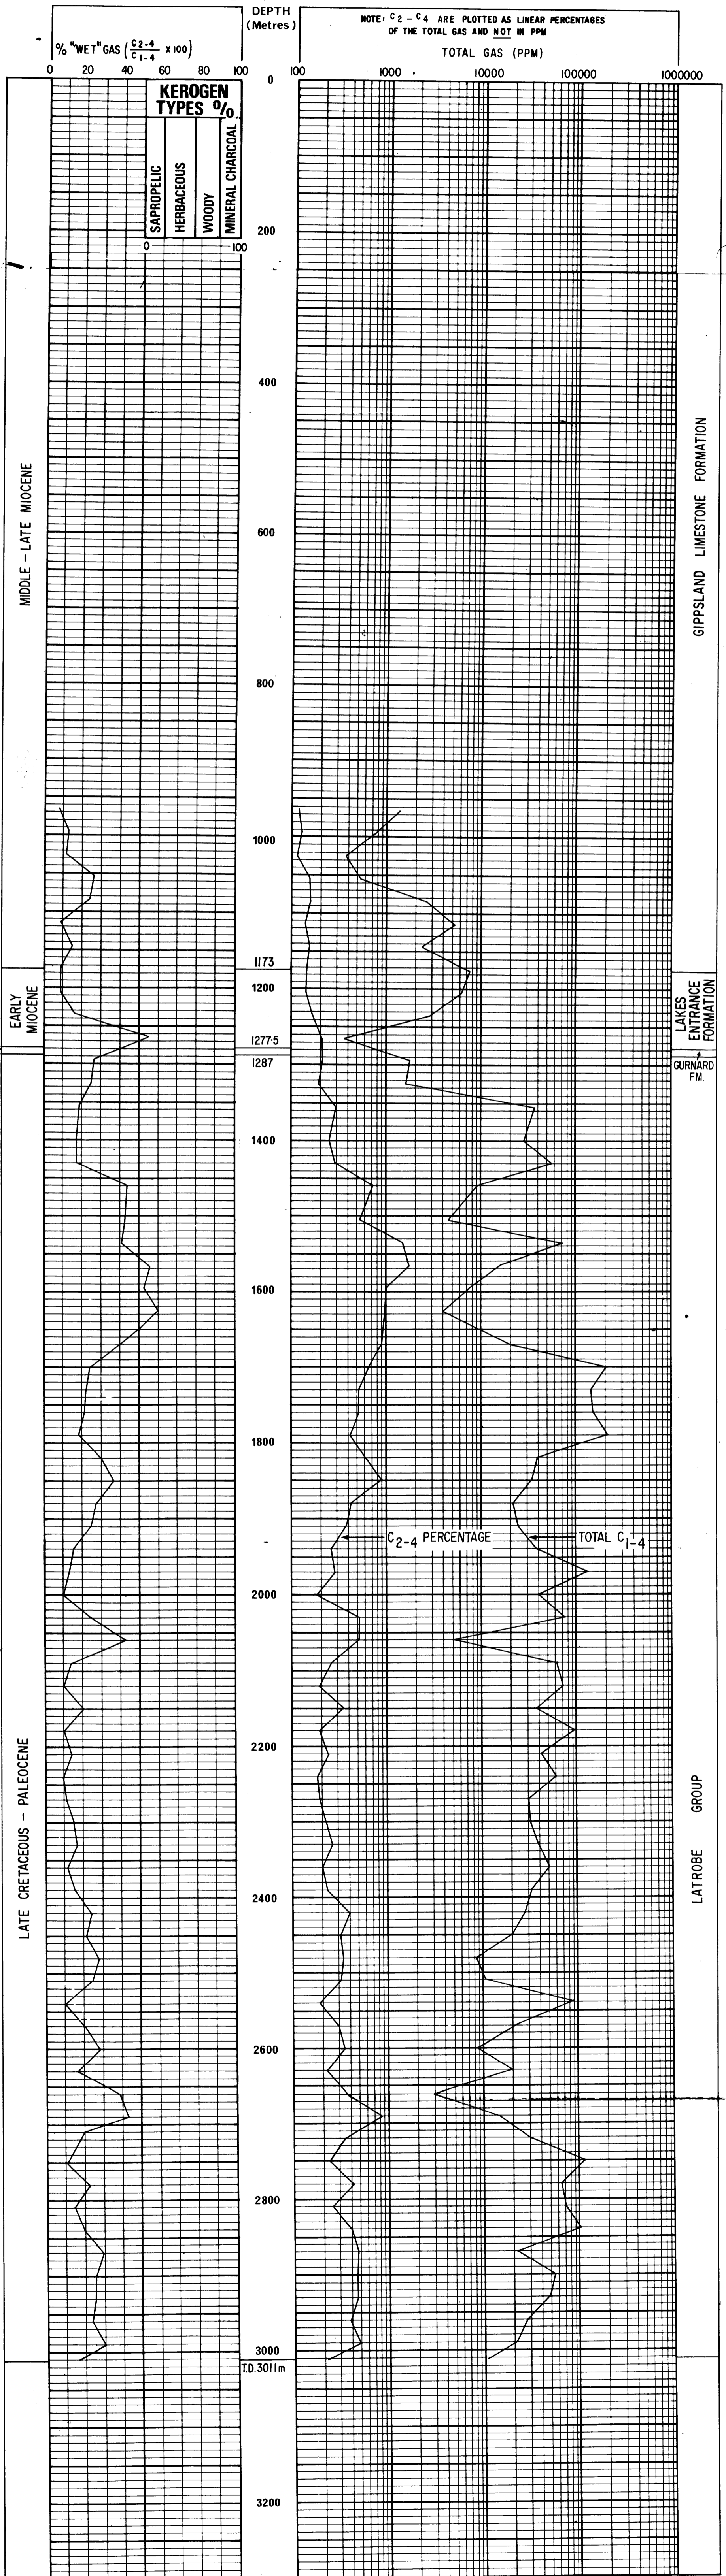 DEPTH
(Metres)
NOTE: C2 – C4 ARE PLOTTED AS LINEAR PERCENTAGES
OF THE TOTAL GAS AND NOT IN PPM
% "WET" GAS (C2-4 / C1-4 X 100)
TOTAL GAS (PPM)
0 20 40 60 80 100
0
100 1000 10000 100000 1000000
KEROGEN
TYPES %
SAPROPELIC
HERBACEOUS
WOODY
MINERAL CHARCOAL
0 100
200
400
MIDDLE – LATE MIOCENE
GIPPSLAND LIMESTONE FORMATION
600
800
1000
1173
EARLY
MIOCENE
1200
LAKES
ENTRANCE
FORMATION
1277·5
1287
GURNARD
FM.
1400
1600
1800
C2-4 PERCENTAGE
TOTAL C1-4
2000
2200
LATE CRETACEOUS – PALEOCENE
LATROBE GROUP
2400
2600
2800
3000
T.D. 3011m
3200